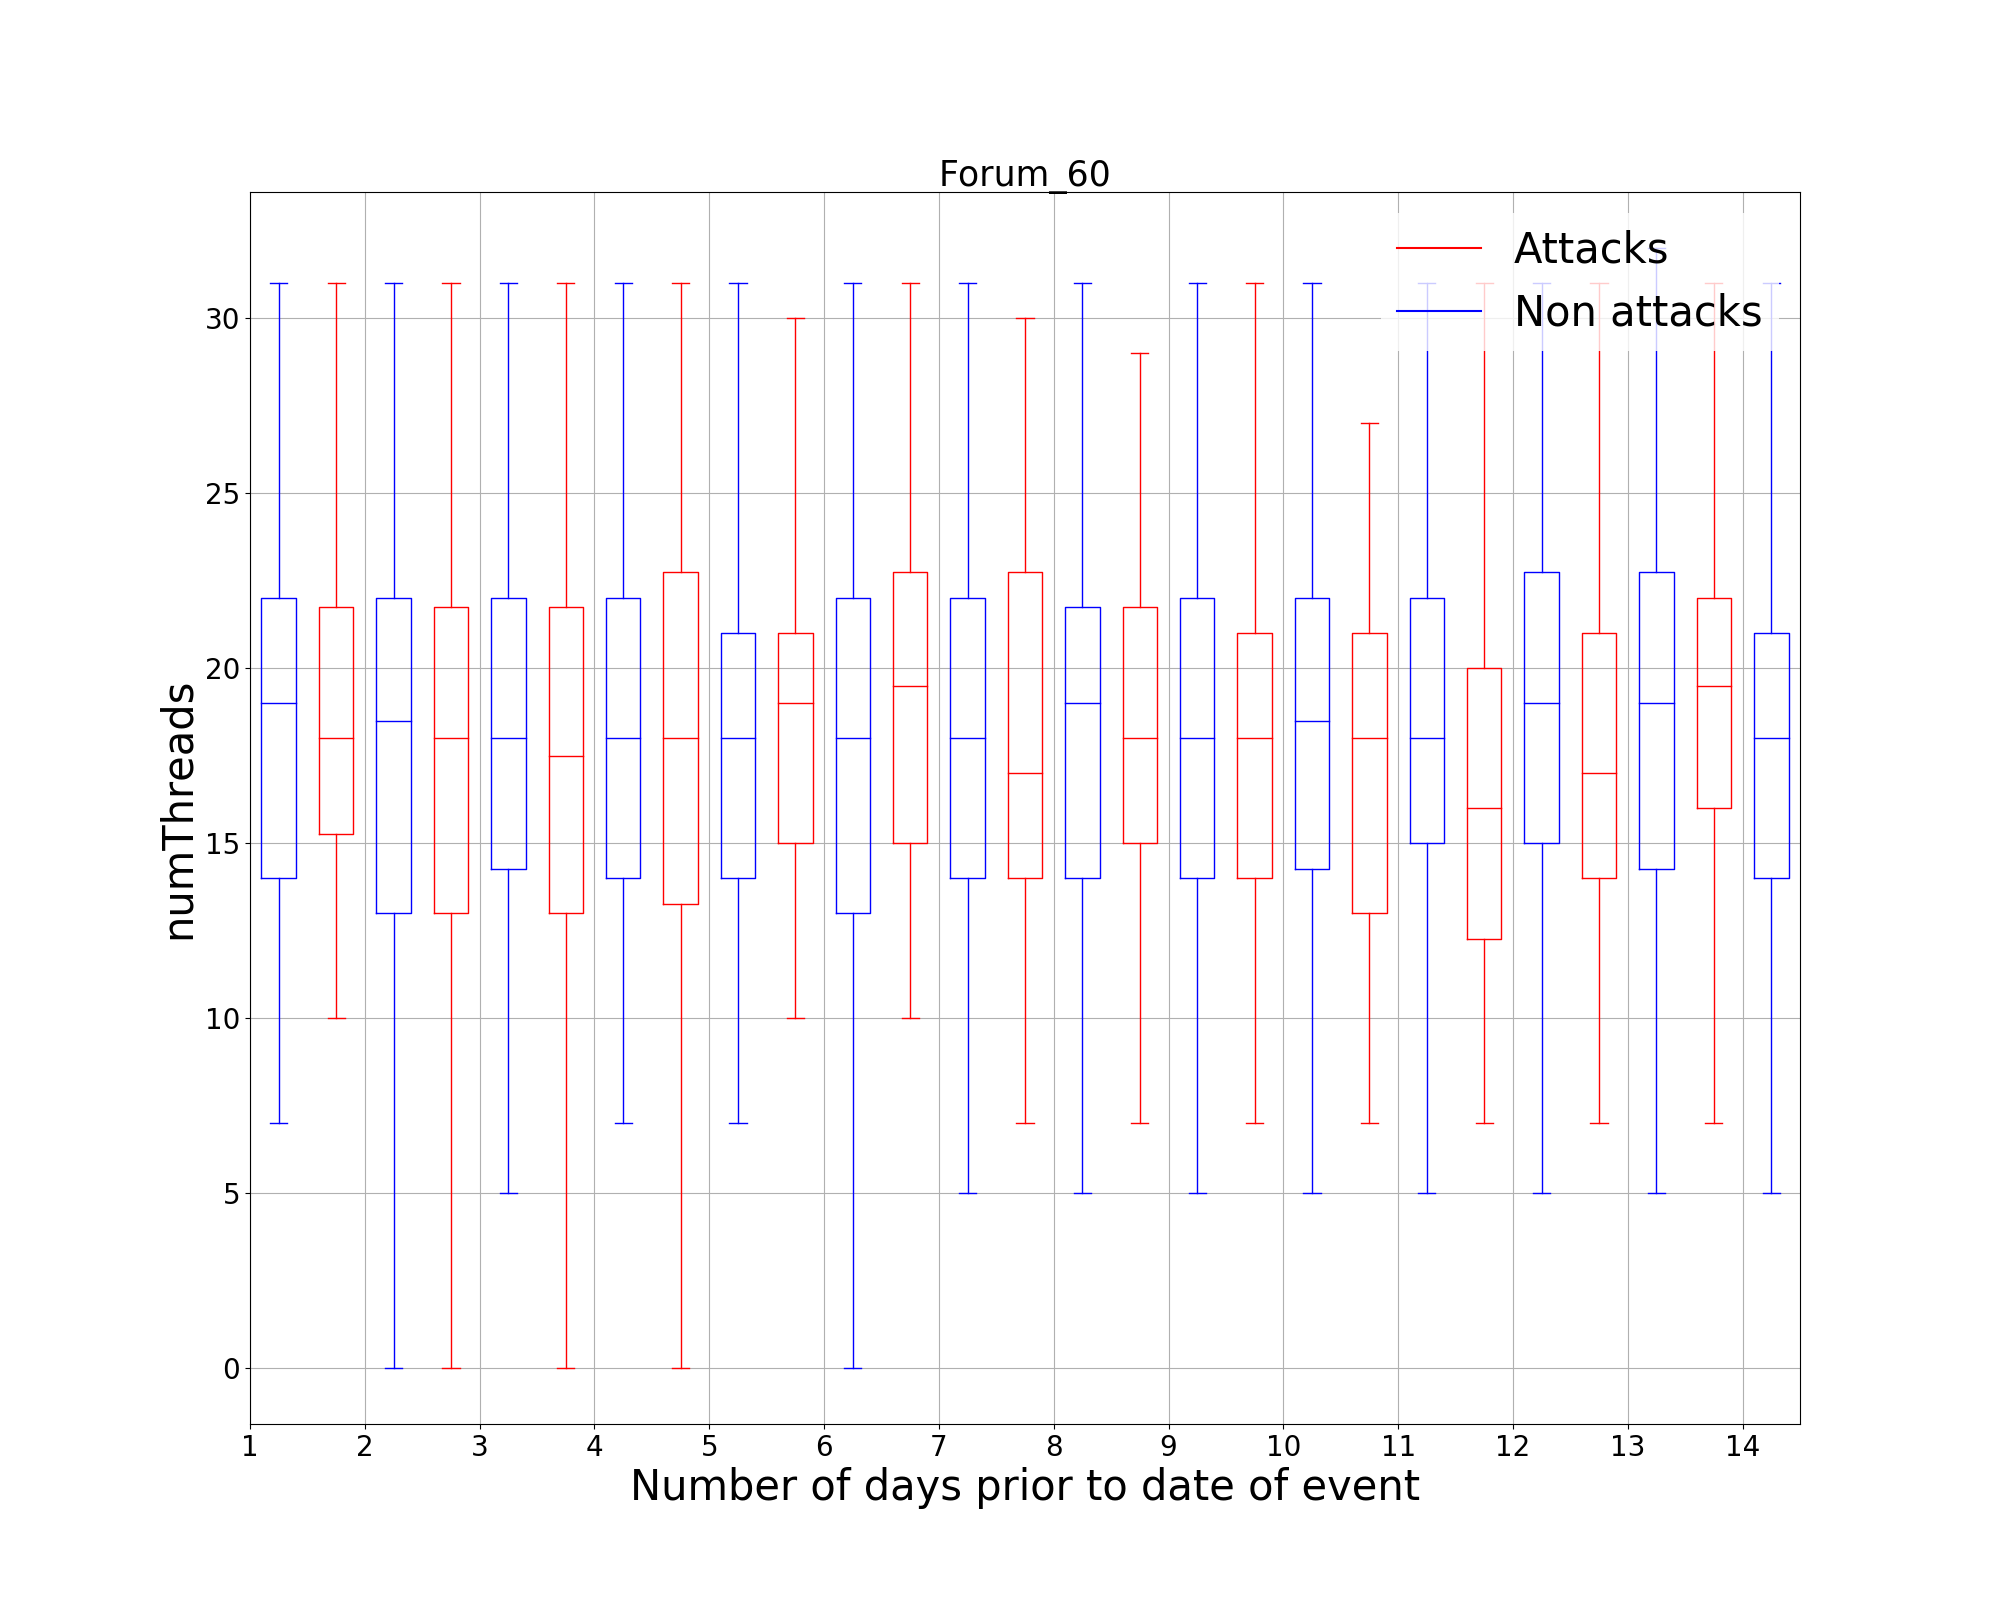 Forum_60
Attacks
Non attacks
numThreads
30
25
20
15
10
5
0
1 2 3 4 5 6 7 8 9 10 11 12 13 14
Number of days prior to date of event